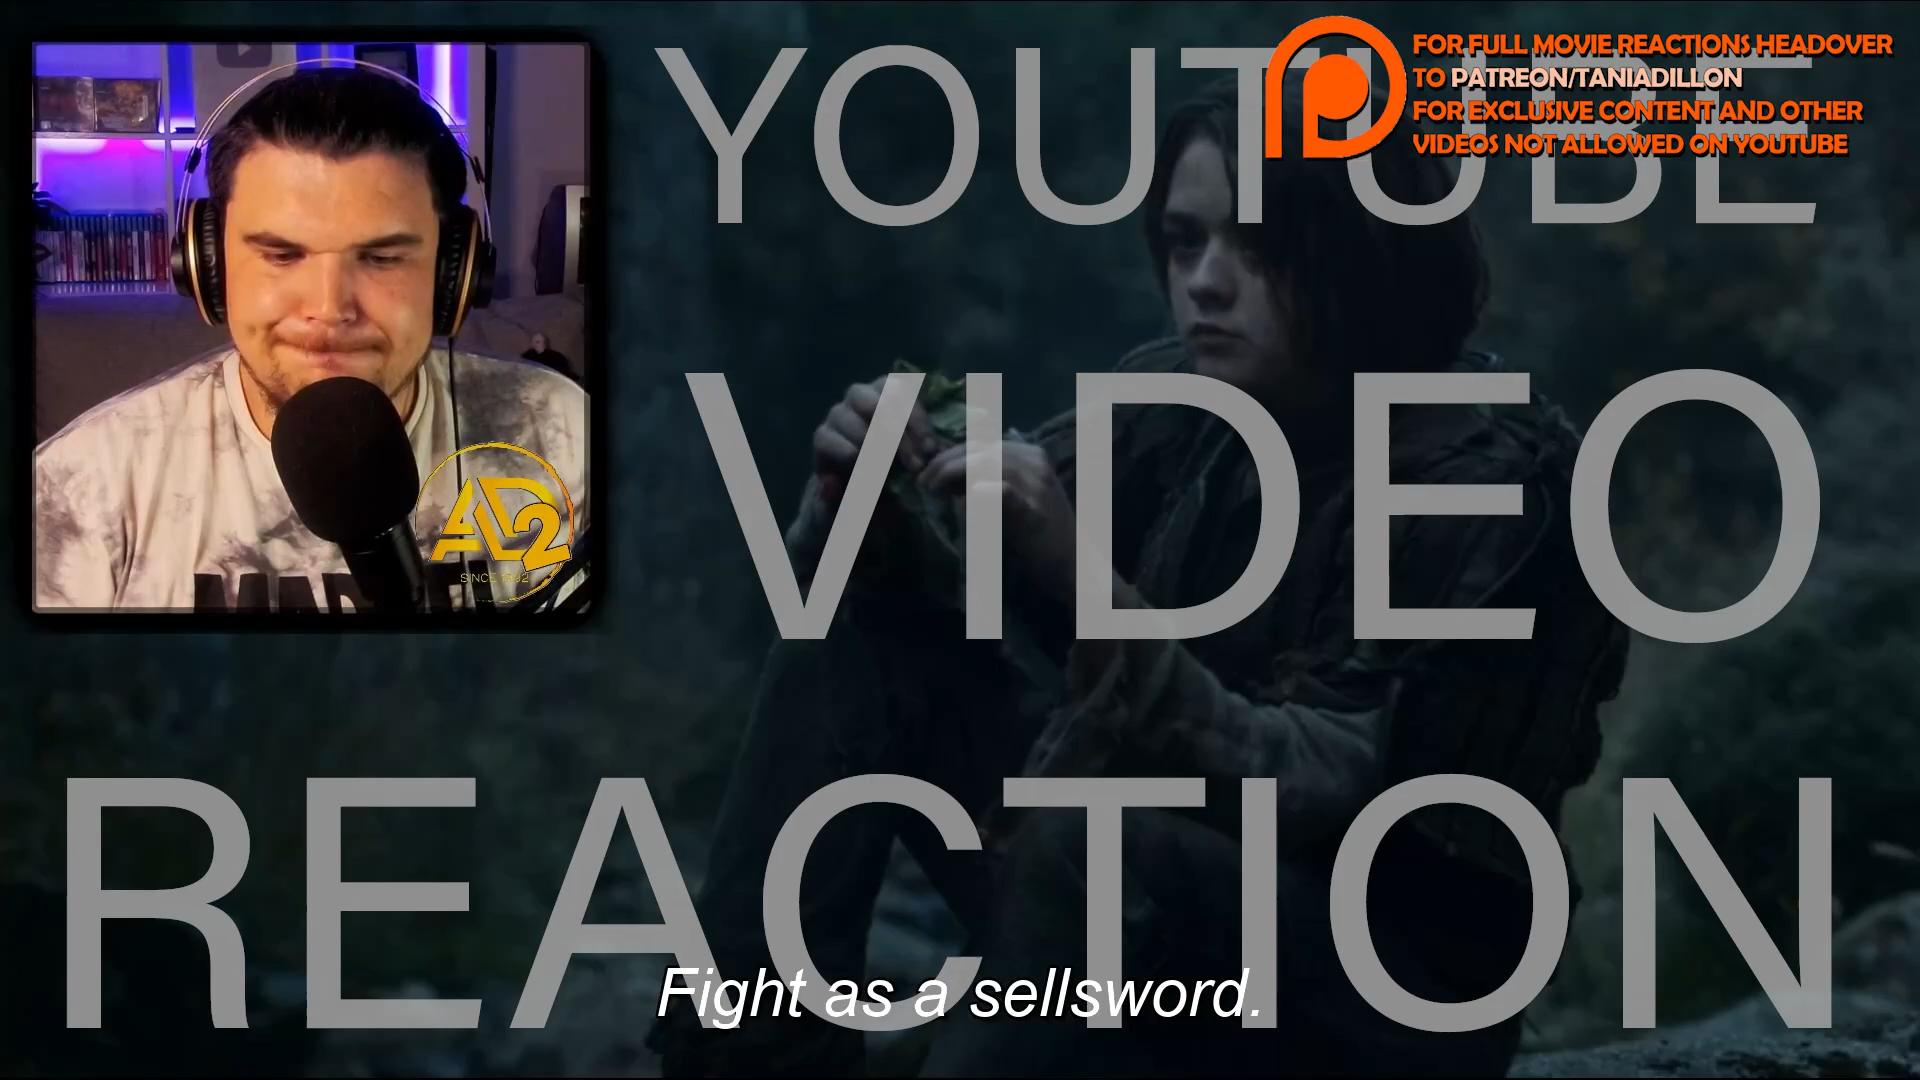 YOUTUBE
FOR FULL MOVIE REACTIONS HEADOVER
TO PATREON/TANIADILLON
FOR EXCLUSIVE CONTENT AND OTHER
VIDEOS NOT ALLOWED ON YOUTUBE
VIDEO
AD2
REACTION
Fight as a sellsword.